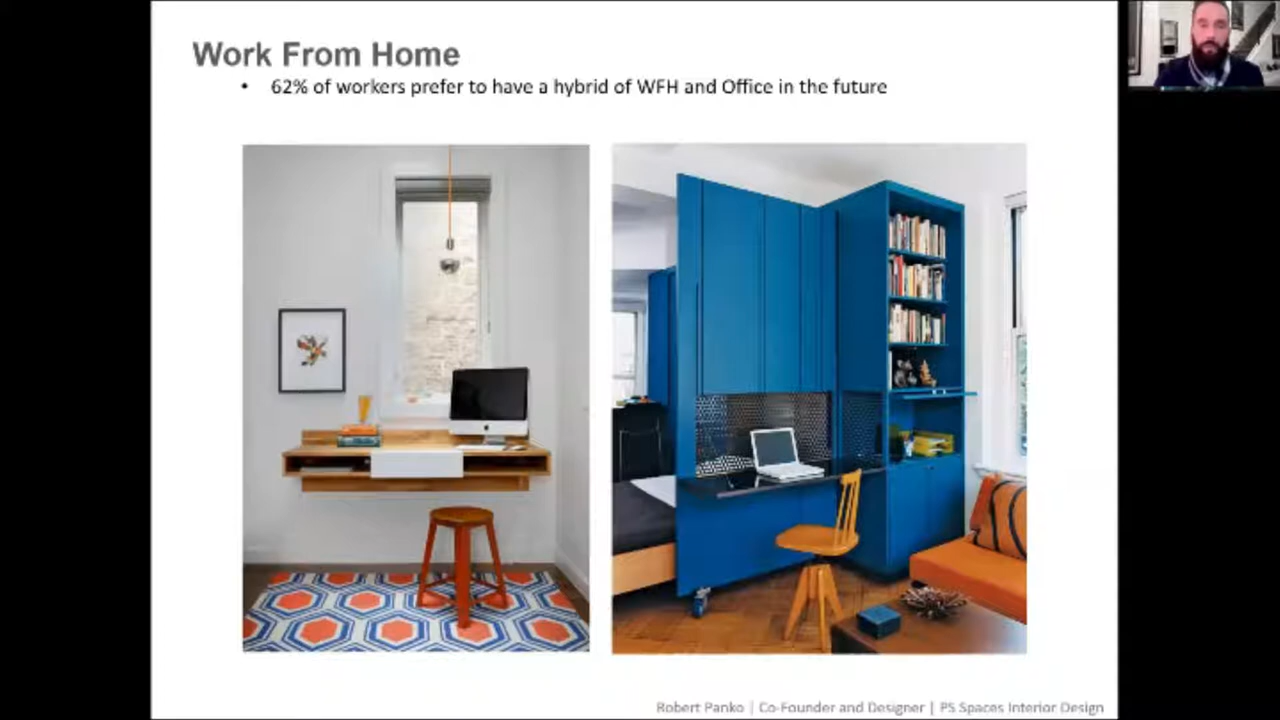 Work From Home
• 62% of workers prefer to have a hybrid of WFH and Office in the future
Robert Panko | Co-Founder and Designer | PS Spaces Interior Design